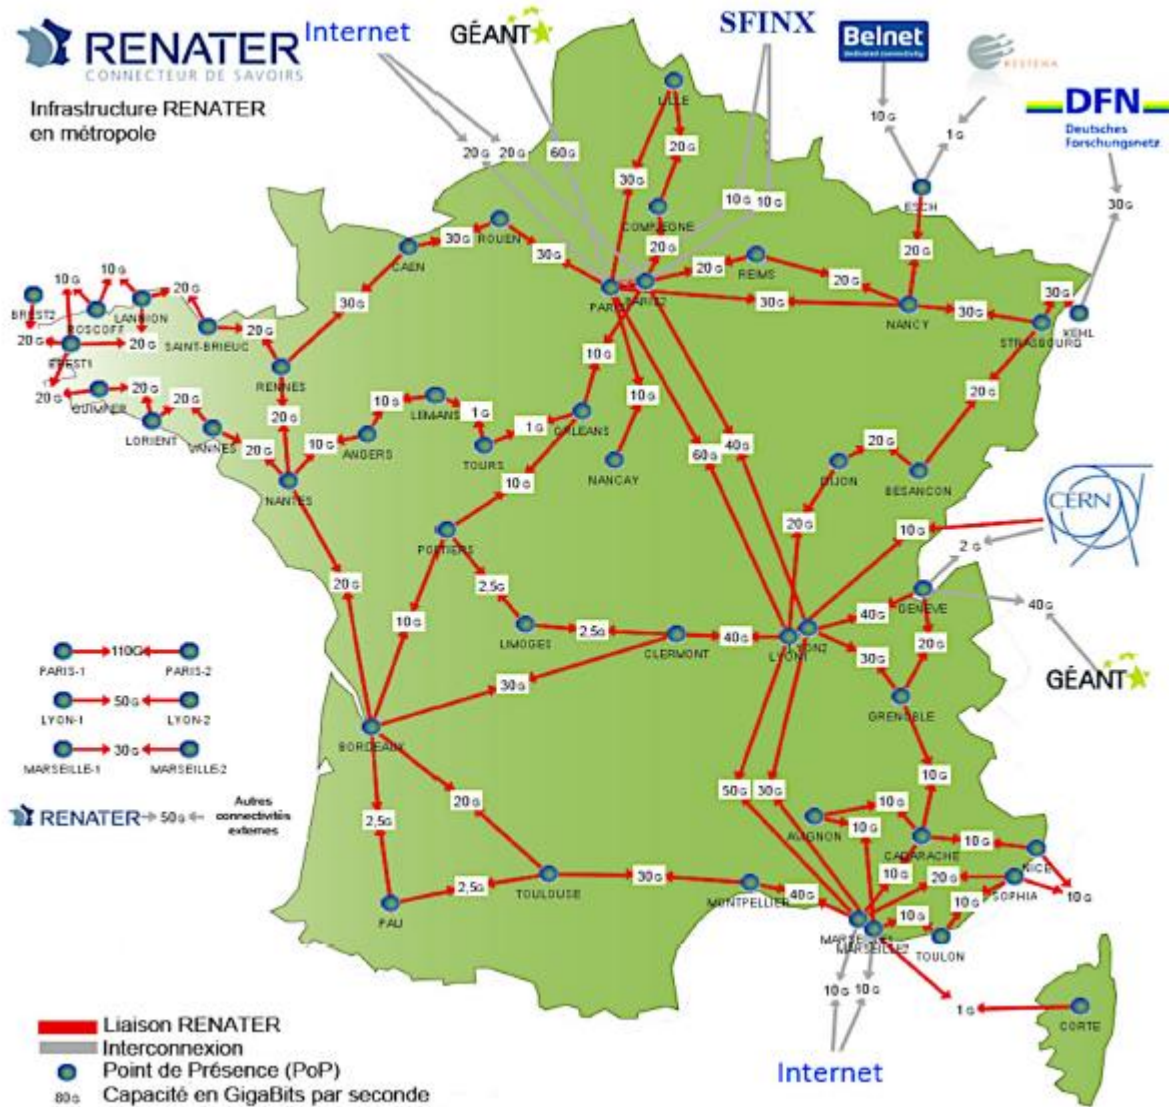 RENATER
CONNECTEUR DE SAVOIRS
Infrastructure RENATER
en métropole
Internet
GÉANT
SFINX
Belnet
RESTENA
DFN
Deutsches
Forschungsnetz
10G
1G
30G
20G
20G
60G
10G
10G
LILLE
20G
30G
COMPIEGNE
20G
ESCH
20G
ROUEN
30G
CAEN
30G
REIMS
20G
20G
PARIS2
30G
NANCY
30G
STRASBOURG
30G
KEHL
10G
10G
20G
BREST2
ROSCOFF
LANNION
SAINT-BRIEUC
20G
20G
20G
BREST1
30G
RENNES
20G
QUIMPER
20G
20G
LORIENT
VANNES
20G
20G
NANTES
10G
ANGERS
10G
LEMANS
1G
TOURS
1G
ORLEANS
10G
10G
NANCAY
10G
POITIERS
60G
40G
20G
DIJON
20G
BESANCON
20G
CERN
10G
2G
GENEVE
40G
GÉANT
20G
10G
2,5G
LIMOGES
2,5G
CLERMONT
40G
LYON1
LYON2
40G
30G
20G
GRENOBLE
30G
BORDEAUX
PARIS-1
110G
PARIS-2
LYON-1
50G
LYON-2
MARSEILLE-1
30G
MARSEILLE-2
RENATER
50G
Autres
connectivités
externes
20G
2,5G
2,5G
PAU
TOULOUSE
30G
MONTPELLIER
40G
50G
30G
10G
AVIGNON
10G
10G
10G
CADARACHE
10G
NICE
10G
20G
SOPHIA
10G
10G
10G
TOULON
MARSEILLE1
MARSEILLE2
10G
10G
1G
CORTE
Internet
Liaison RENATER
Interconnexion
Point de Présence (PoP)
80G
Capacité en GigaBits par seconde